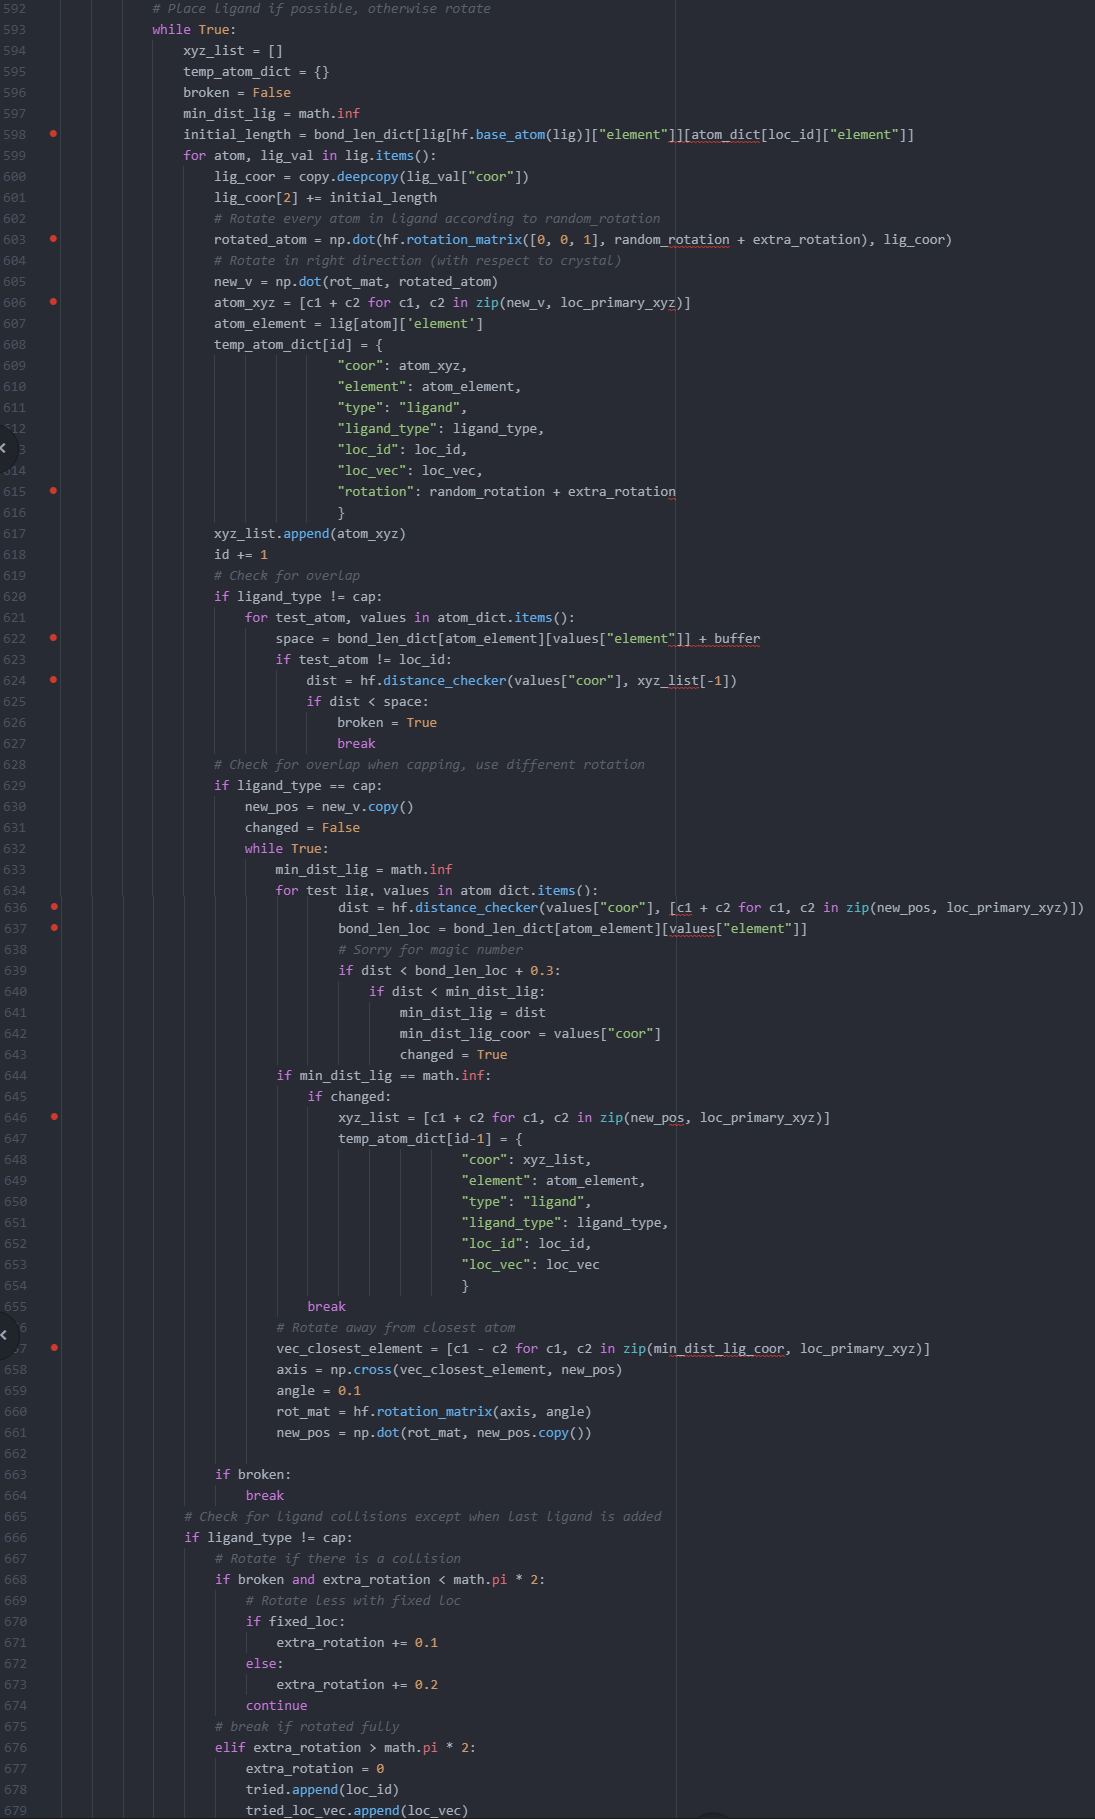 592 # Place ligand if possible, otherwise rotate
593 while True:
594 xyz_list = []
595 temp_atom_dict = {}
596 broken = False
597 min_dist_lig = math.inf
598 initial_length = bond_len_dict[lig[hf.base_atom(lig)]["element"]][atom_dict[loc_id]["element"]]
599 for atom, lig_val in lig.items():
600 lig_coor = copy.deepcopy(lig_val["coor"])
601 lig_coor[2] += initial_length
602 # Rotate every atom in ligand according to random_rotation
603 rotated_atom = np.dot(hf.rotation_matrix([0, 0, 1], random_rotation + extra_rotation), lig_coor)
604 # Rotate in right direction (with respect to crystal)
605 new_v = np.dot(rot_mat, rotated_atom)
606 atom_xyz = [c1 + c2 for c1, c2 in zip(new_v, loc_primary_xyz)]
607 atom_element = lig[atom]['element']
608 temp_atom_dict[id] = {
609 "coor": atom_xyz,
610 "element": atom_element,
611 "type": "ligand",
612 "ligand_type": ligand_type,
3 "loc_id": loc_id,
614 "loc_vec": loc_vec,
615 "rotation": random_rotation + extra_rotation
616 }
617 xyz_list.append(atom_xyz)
618 id += 1
619 # Check for overlap
620 if ligand_type != cap:
621 for test_atom, values in atom_dict.items():
622 space = bond_len_dict[atom_element][values["element"]] + buffer
623 if test_atom != loc_id:
624 dist = hf.distance_checker(values["coor"], xyz_list[-1])
625 if dist < space:
626 broken = True
627 break
628 # Check for overlap when capping, use different rotation
629 if ligand_type == cap:
630 new_pos = new_v.copy()
631 changed = False
632 while True:
633 min_dist_lig = math.inf
634 for test_lig, values in atom_dict.items():
636 dist = hf.distance_checker(values["coor"], [c1 + c2 for c1, c2 in zip(new_pos, loc_primary_xyz)])
637 bond_len_loc = bond_len_dict[atom_element][values["element"]]
638 # Sorry for magic number
639 if dist < bond_len_loc + 0.3:
640 if dist < min_dist_lig:
641 min_dist_lig = dist
642 min_dist_lig_coor = values["coor"]
643 changed = True
644 if min_dist_lig == math.inf:
645 if changed:
646 xyz_list = [c1 + c2 for c1, c2 in zip(new_pos, loc_primary_xyz)]
647 temp_atom_dict[id-1] = {
648 "coor": xyz_list,
649 "element": atom_element,
650 "type": "ligand",
651 "ligand_type": ligand_type,
652 "loc_id": loc_id,
653 "loc_vec": loc_vec
654 }
655 break
6 # Rotate away from closest atom
57 vec_closest_element = [c1 - c2 for c1, c2 in zip(min_dist_lig_coor, loc_primary_xyz)]
658 axis = np.cross(vec_closest_element, new_pos)
659 angle = 0.1
660 rot_mat = hf.rotation_matrix(axis, angle)
661 new_pos = np.dot(rot_mat, new_pos.copy())
662
663 if broken:
664 break
665 # Check for ligand collisions except when last ligand is added
666 if ligand_type != cap:
667 # Rotate if there is a collision
668 if broken and extra_rotation < math.pi * 2:
669 # Rotate less with fixed loc
670 if fixed_loc:
671 extra_rotation += 0.1
672 else:
673 extra_rotation += 0.2
674 continue
675 # break if rotated fully
676 elif extra_rotation > math.pi * 2:
677 extra_rotation = 0
678 tried.append(loc_id)
679 tried_loc_vec.append(loc_vec)